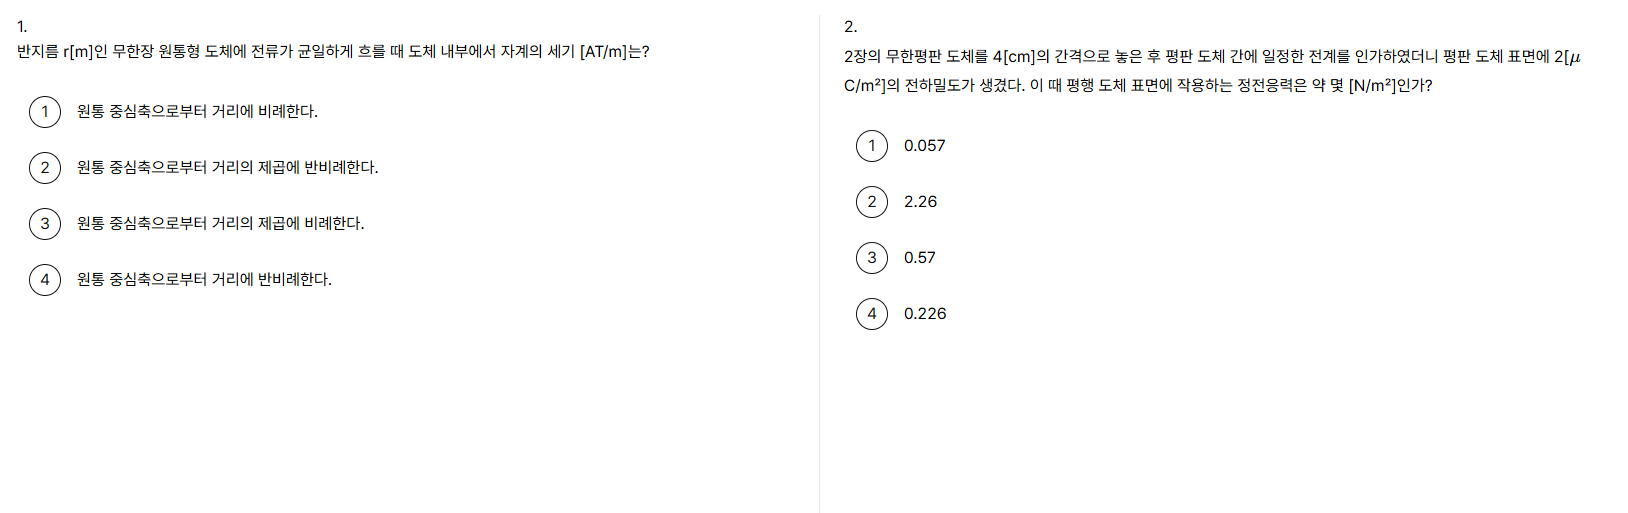 1.
반지름 r[m]인 무한장 원통형 도체에 전류가 균일하게 흐를 때 도체 내부에서 자계의 세기 [AT/m]는?
1 원통 중심축으로부터 거리에 비례한다.
2 원통 중심축으로부터 거리의 제곱에 반비례한다.
3 원통 중심축으로부터 거리의 제곱에 비례한다.
4 원통 중심축으로부터 거리에 반비례한다.
2.
2장의 무한평판 도체를 4[cm]의 간격으로 놓은 후 평판 도체 간에 일정한 전계를 인가하였더니 평판 도체 표면에 2[μ
C/m²]의 전하밀도가 생겼다. 이 때 평행 도체 표면에 작용하는 정전응력은 약 몇 [N/m²]인가?
1 0.057
2 2.26
3 0.57
4 0.226